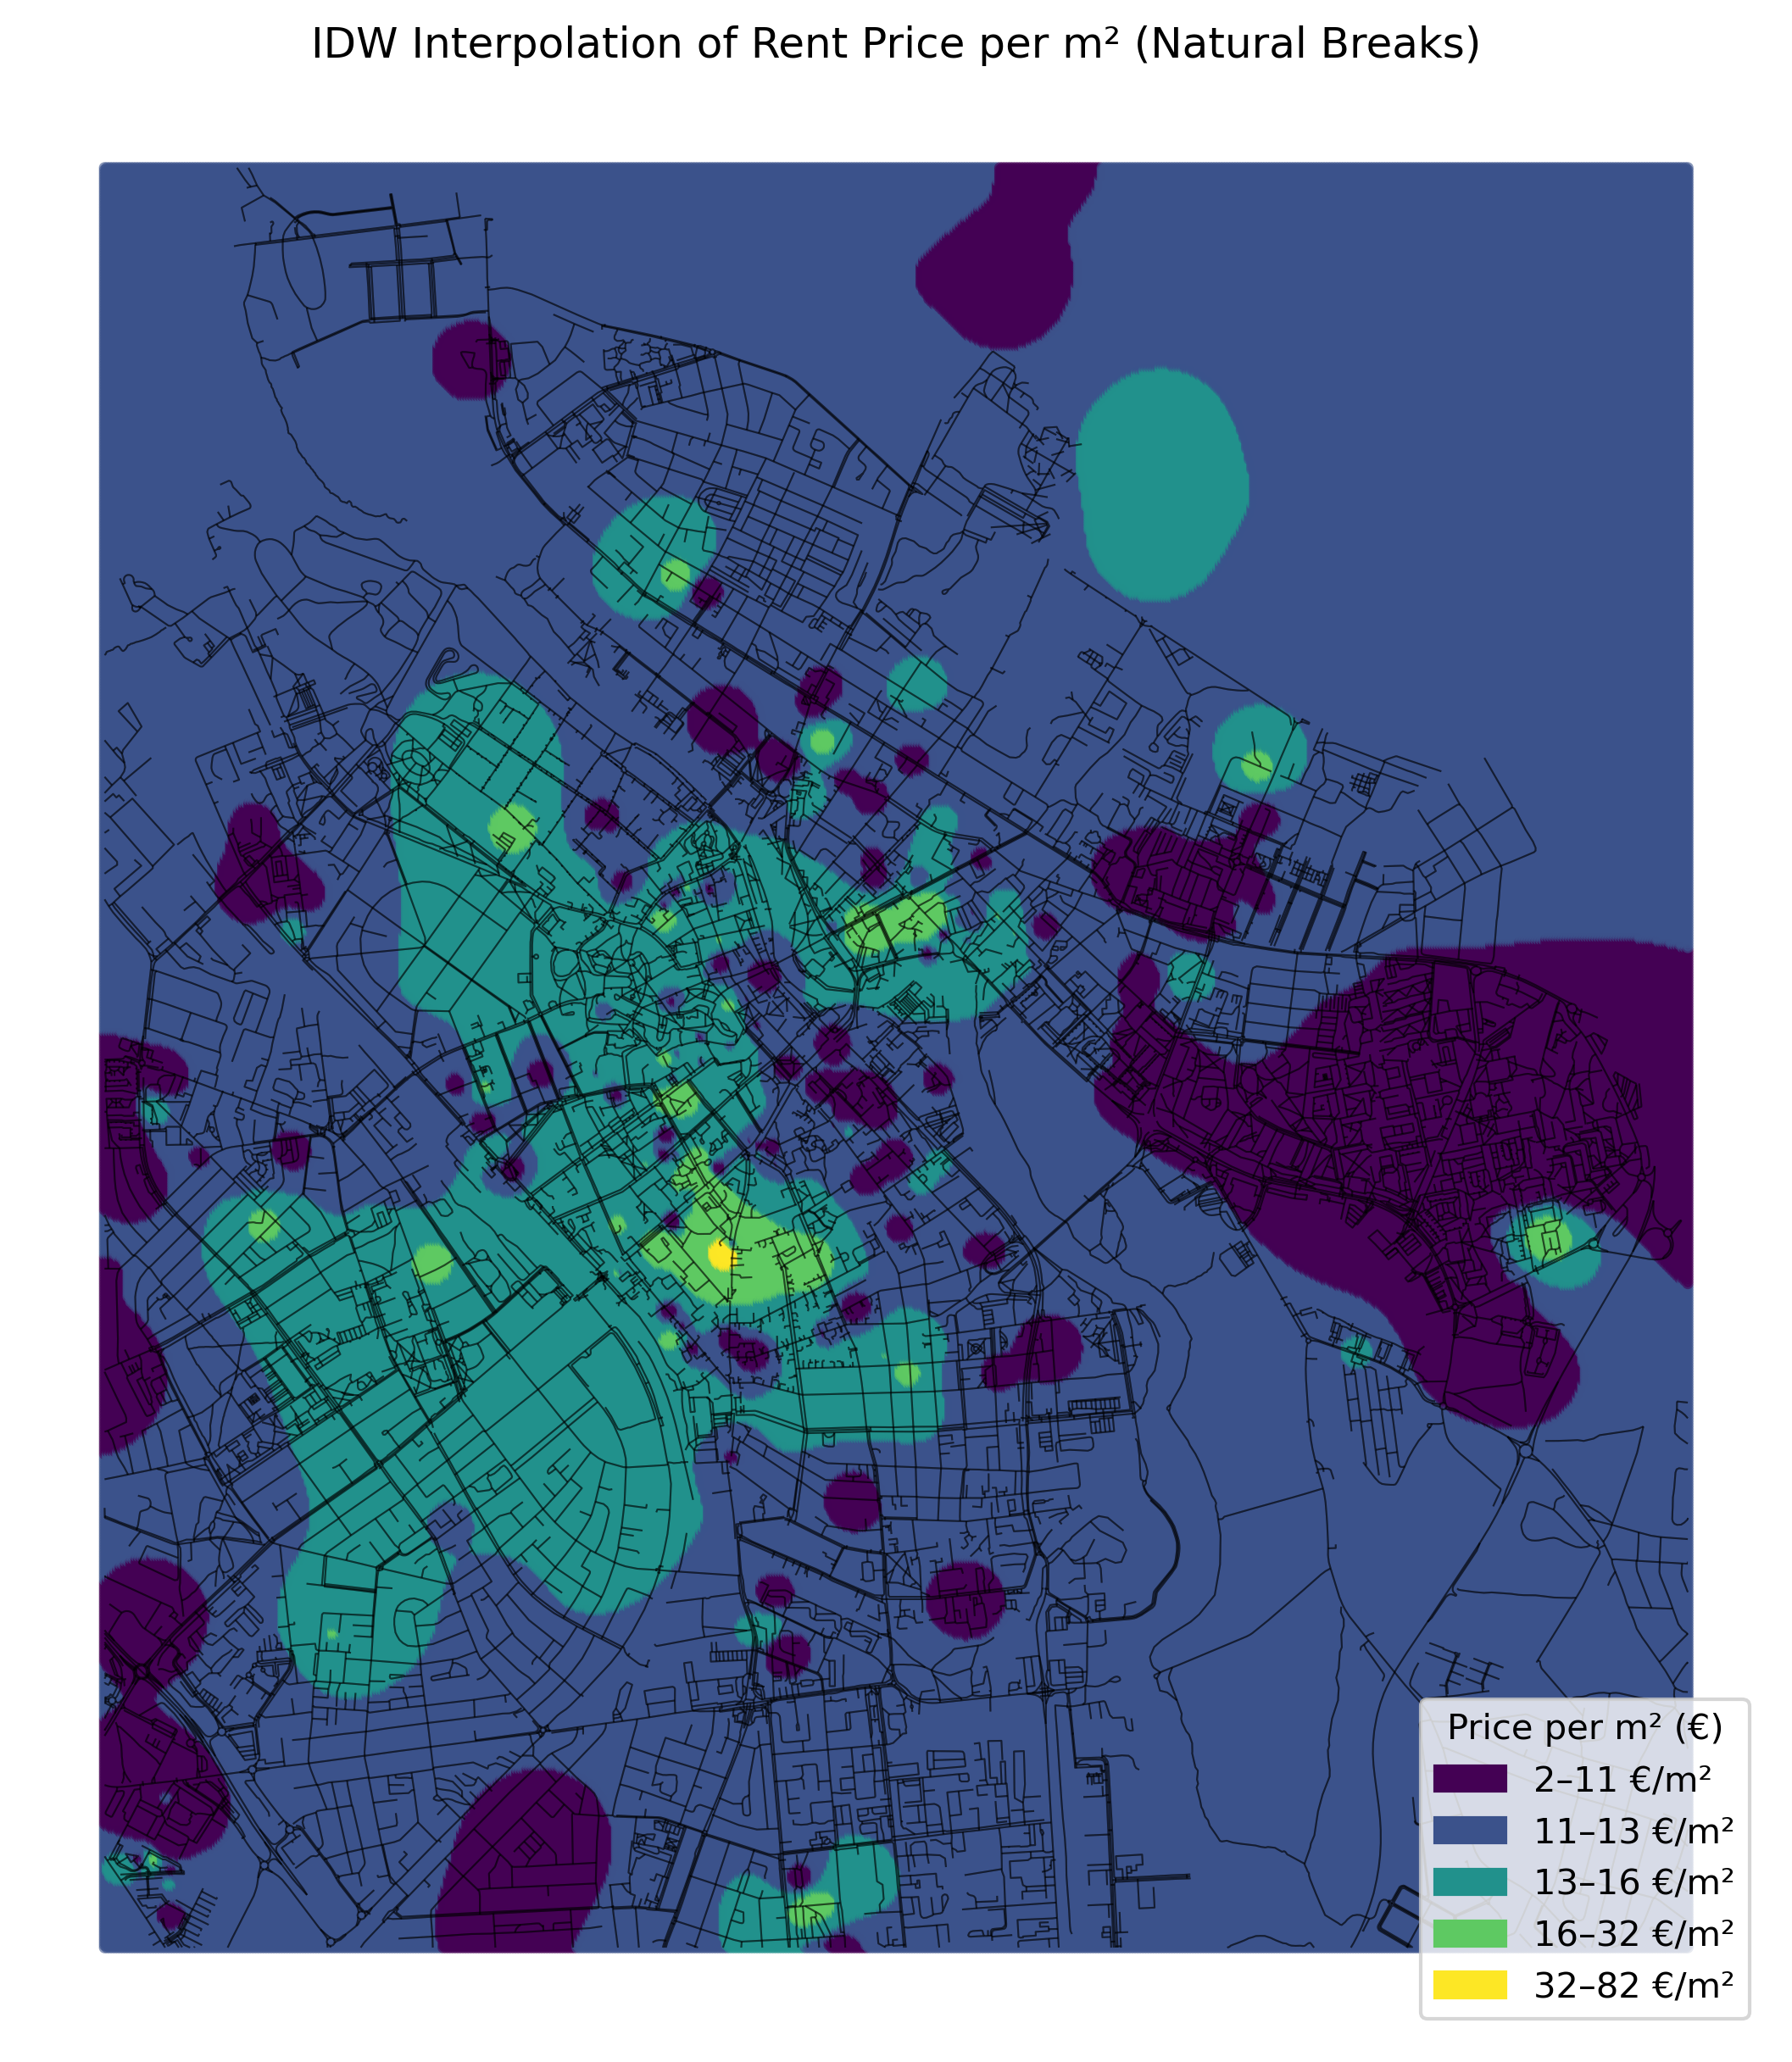 IDW Interpolation of Rent Price per m² (Natural Breaks)
Price per m² (€)
2–11 €/m²
11–13 €/m²
13–16 €/m²
16–32 €/m²
32–82 €/m²